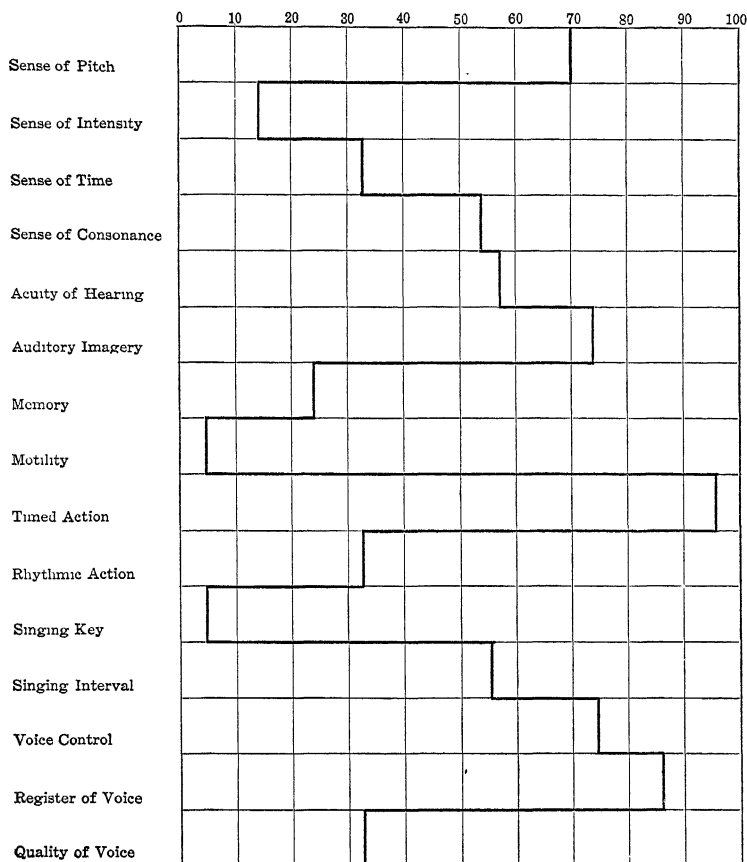 0 10 20 30 40 50 60 70 80 90 100
Sense of Pitch
Sense of Intensity
Sense of Time
Sense of Consonance
Acuity of Hearing
Auditory Imagery
Memory
Motility
Timed Action
Rhythmic Action
Singing Key
Singing Interval
Voice Control
Register of Voice
Quality of Voice